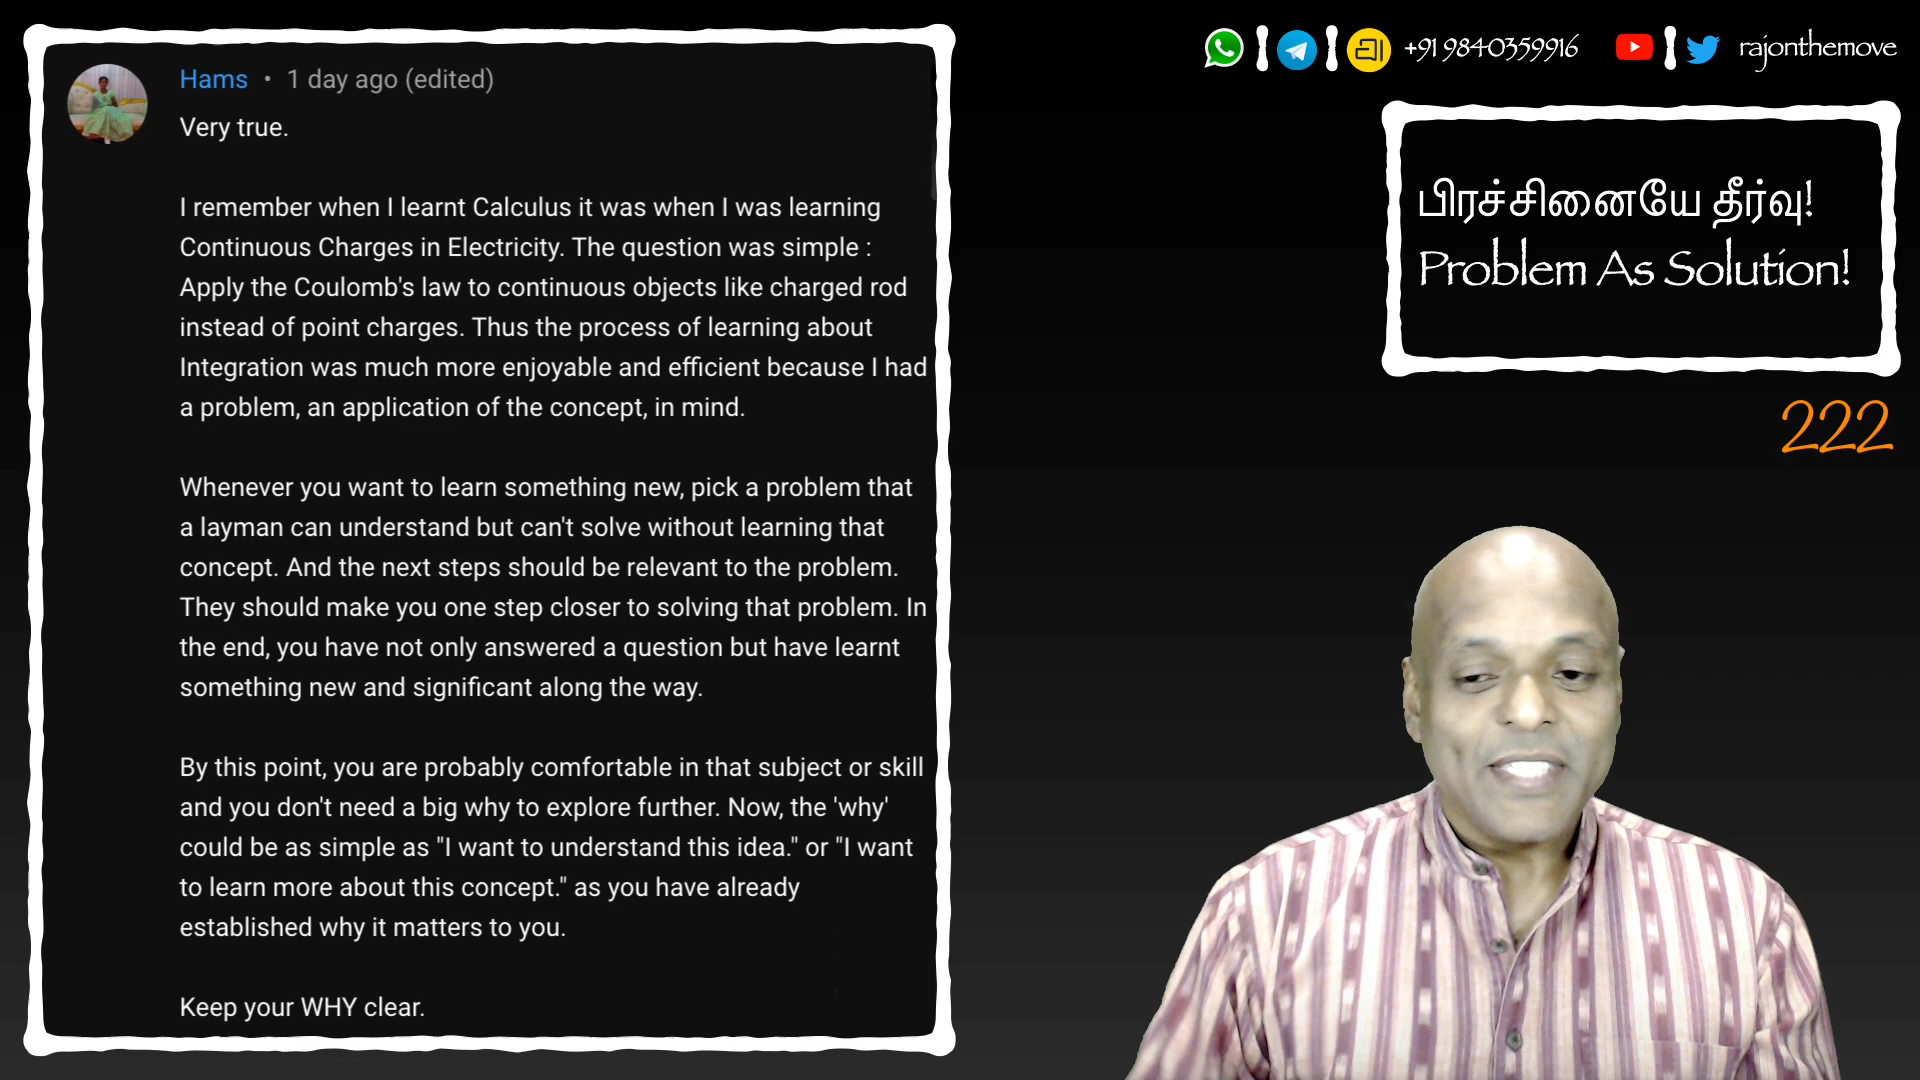 Hams • 1 day ago (edited)
Very true.
I remember when I learnt Calculus it was when I was learning
Continuous Charges in Electricity. The question was simple :
Apply the Coulomb's law to continuous objects like charged rod
instead of point charges. Thus the process of learning about
Integration was much more enjoyable and efficient because I had
a problem, an application of the concept, in mind.
Whenever you want to learn something new, pick a problem that
a layman can understand but can't solve without learning that
concept. And the next steps should be relevant to the problem.
They should make you one step closer to solving that problem. In
the end, you have not only answered a question but have learnt
something new and significant along the way.
By this point, you are probably comfortable in that subject or skill
and you don't need a big why to explore further. Now, the 'why'
could be as simple as "I want to understand this idea." or "I want
to learn more about this concept." as you have already
established why it matters to you.
Keep your WHY clear.
+91 9840359916 rajonthemove
பிரச்சினையே தீர்வு!
Problem As Solution!
222